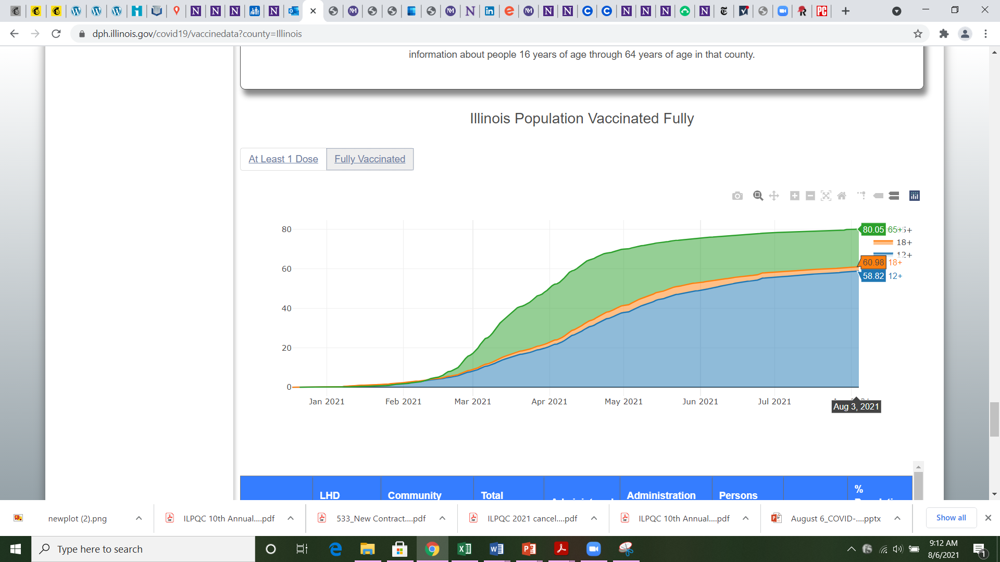 dph.illinois.gov/covid19/vaccinedata?county=Illinois
information about people 16 years of age through 64 years of age in that county.
Illinois Population Vaccinated Fully
At Least 1 Dose
Fully Vaccinated
80
60
40
20
0
80.05 65+
18+
12+
60.98 18+
58.82 12+
Jan 2021
Feb 2021
Mar 2021
Apr 2021
May 2021
Jun 2021
Jul 2021
Aug 3, 2021
LHD
Community
Total
Administration
Persons
%
newplot (2).png
ILPQC 10th Annual....pdf
533_New Contract....pdf
ILPQC 2021 cancel....pdf
ILPQC 10th Annual....pdf
August 6_COVID-....pptx
Show all
Type here to search
9:12 AM
8/6/2021
1